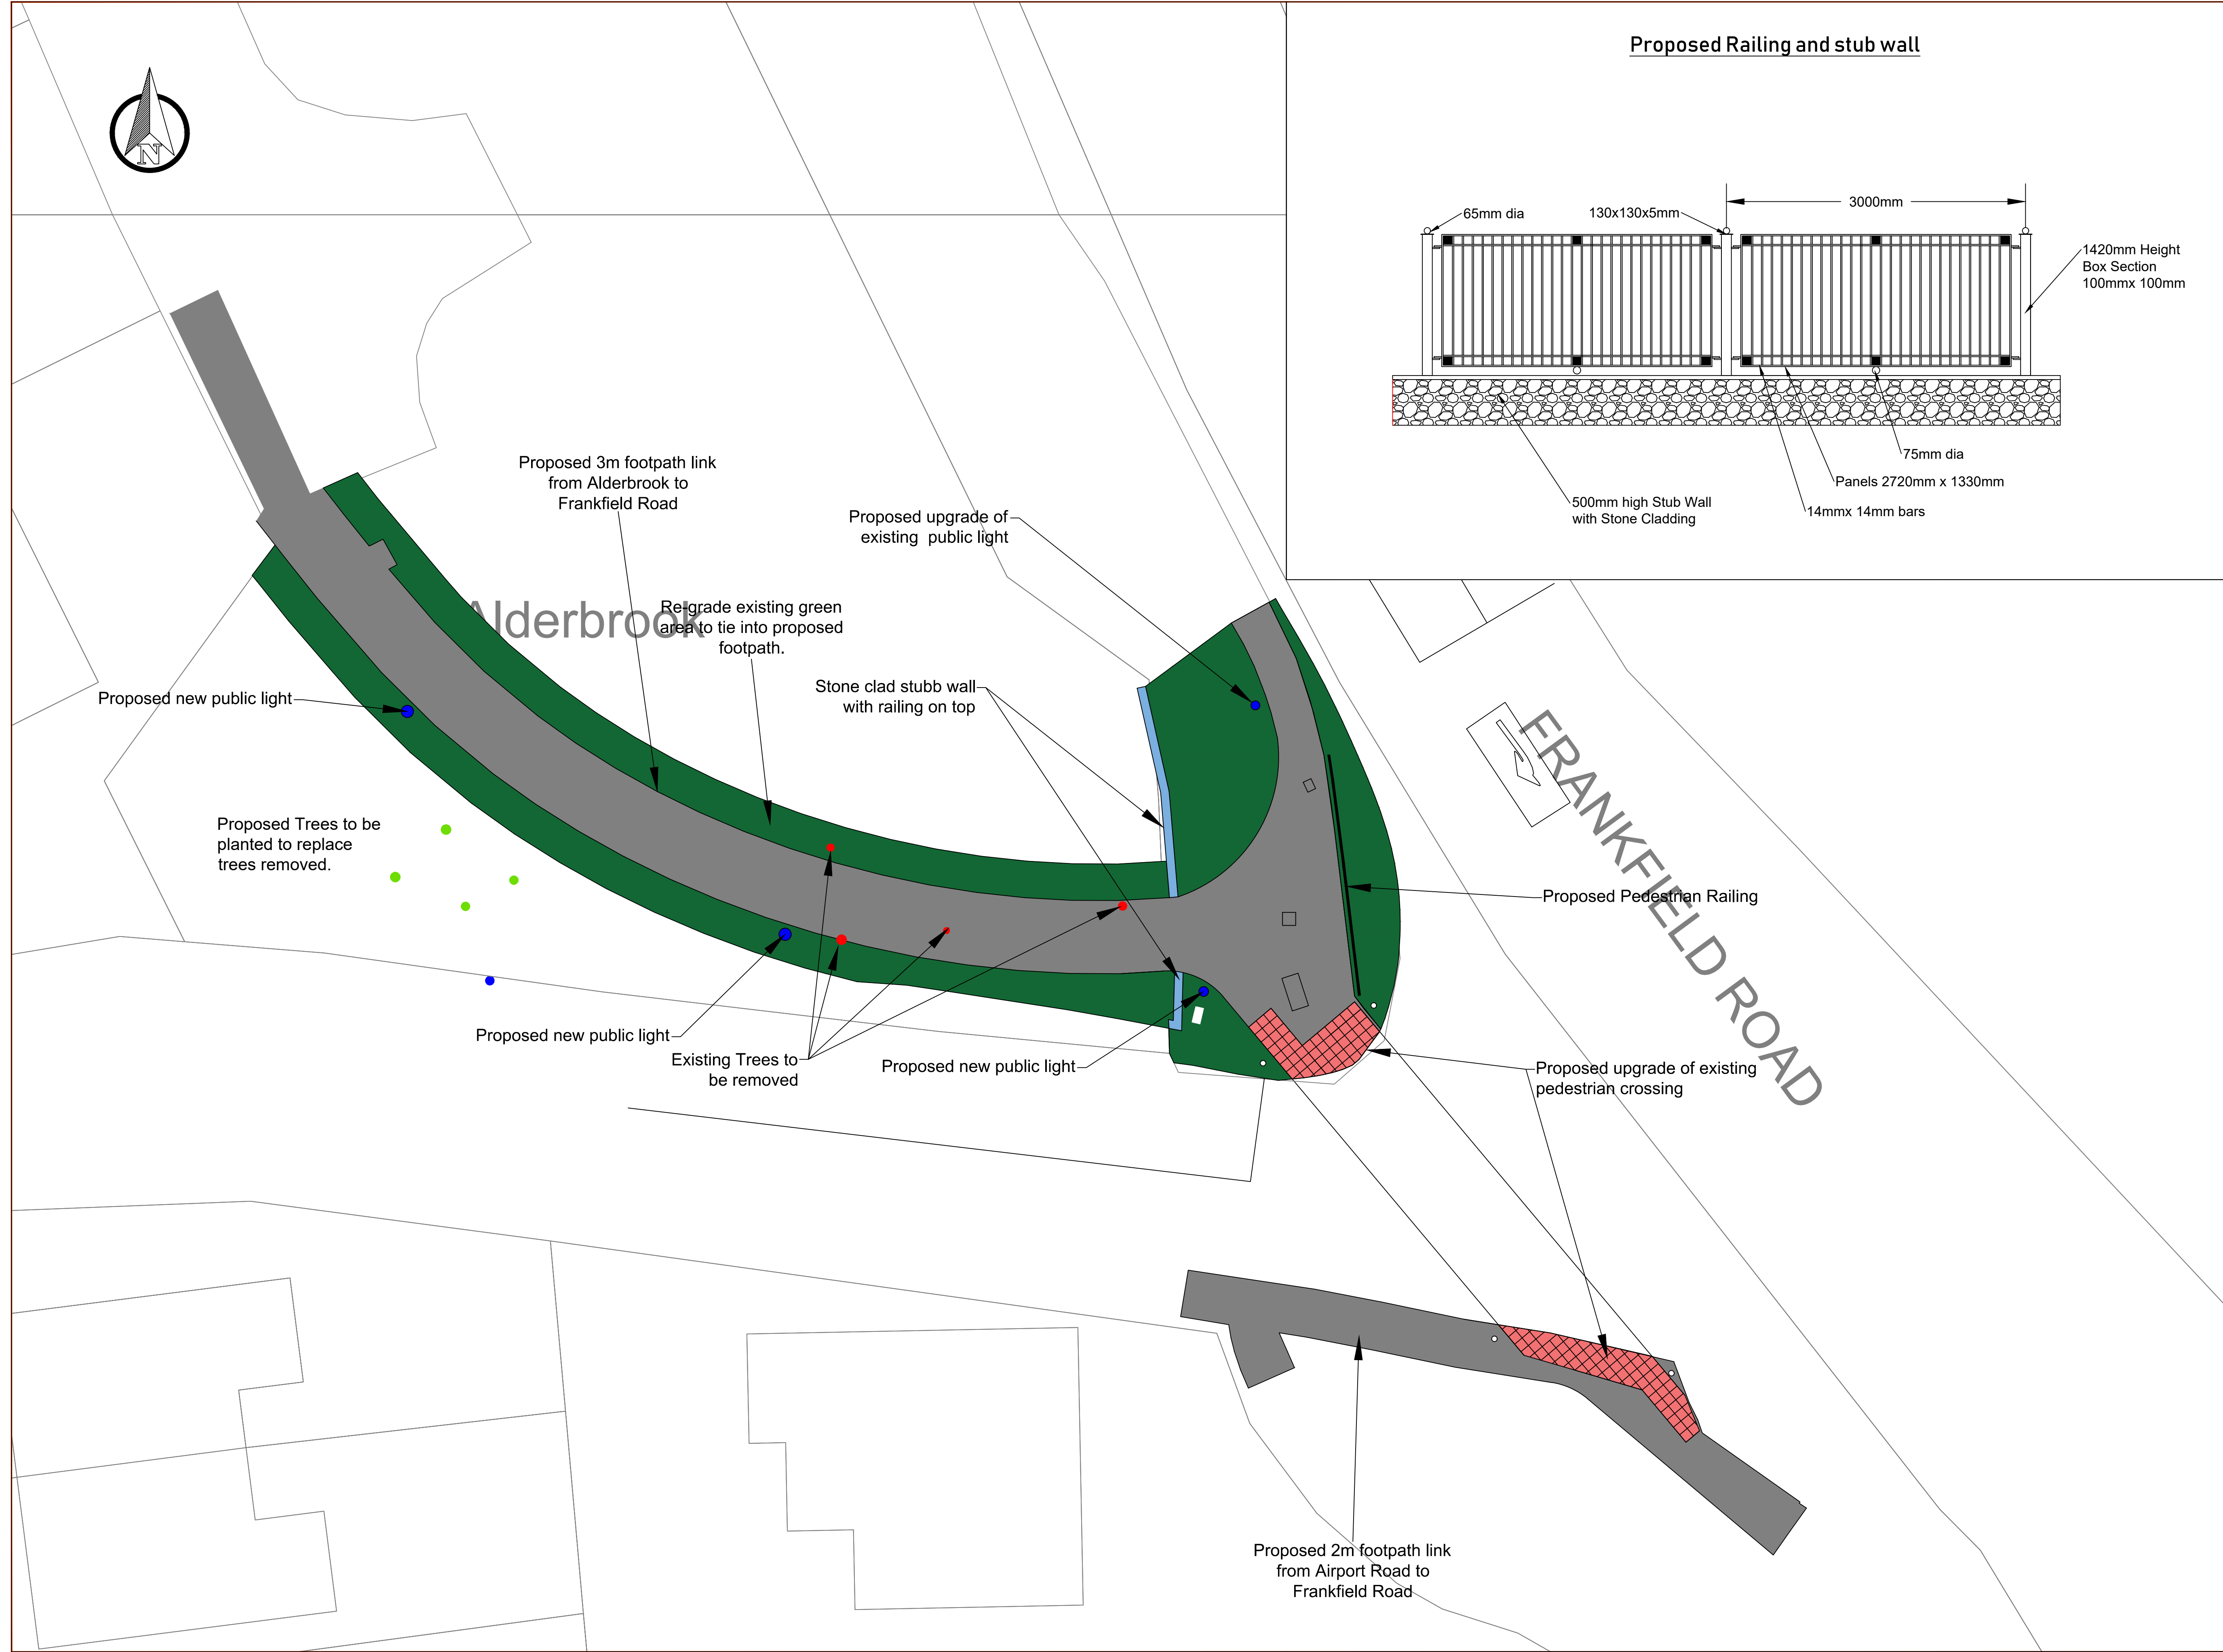 Proposed Railing and stub wall
N
65mm dia
130x130x5mm
3000mm
1420mm Height
Box Section
100mmx 100mm
75mm dia
Panels 2720mm x 1330mm
14mmx 14mm bars
500mm high Stub Wall
with Stone Cladding
Proposed 3m footpath link
from Alderbrook to
Frankfield Road
Proposed upgrade of
existing public light
Alderbrook
Re-grade existing green
area to tie into proposed
footpath.
Stone clad stubb wall
with railing on top
Proposed new public light
FRANKFIELD ROAD
Proposed Trees to be
planted to replace
trees removed.
Proposed Pedestrian Railing
Proposed new public light
Existing Trees to
be removed
Proposed new public light
Proposed upgrade of existing
pedestrian crossing
Proposed 2m footpath link
from Airport Road to
Frankfield Road